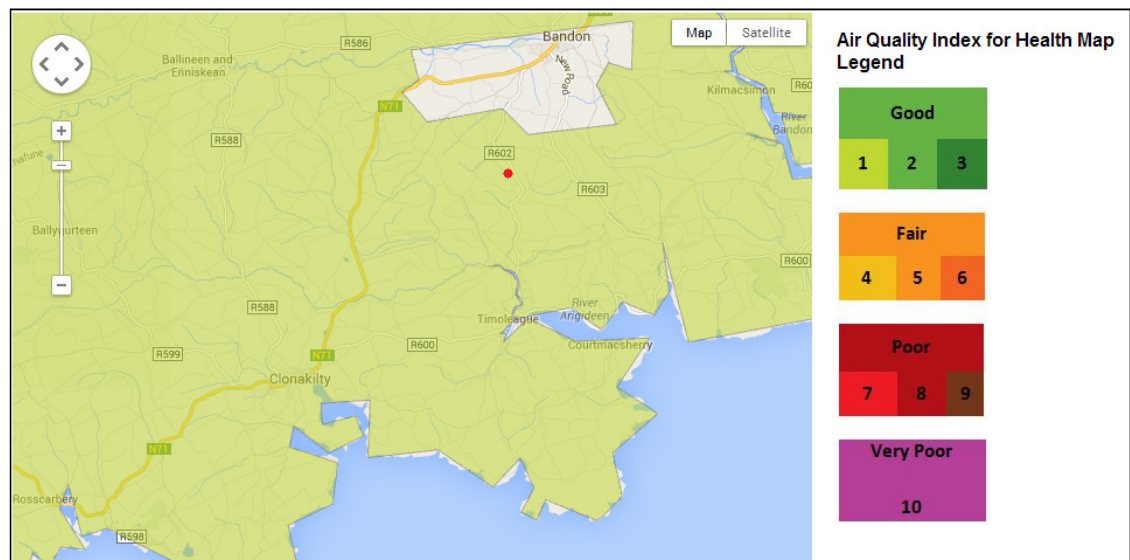 Bandon
Map
Satellite
R586
Ballineen and
Enniskean
New Road
Kilmacsimon
N71
River
Bandon
R588
R602
R603
Ballygurteen
R600
R588
River
Arigideen
Timoleague
R599
N71
R600
Courtmacsherry
Clonakilty
N71
Rosscarbery
R598
Air Quality Index for Health Map
Legend
Good
1 2 3
Fair
4 5 6
Poor
7 8 9
Very Poor
10